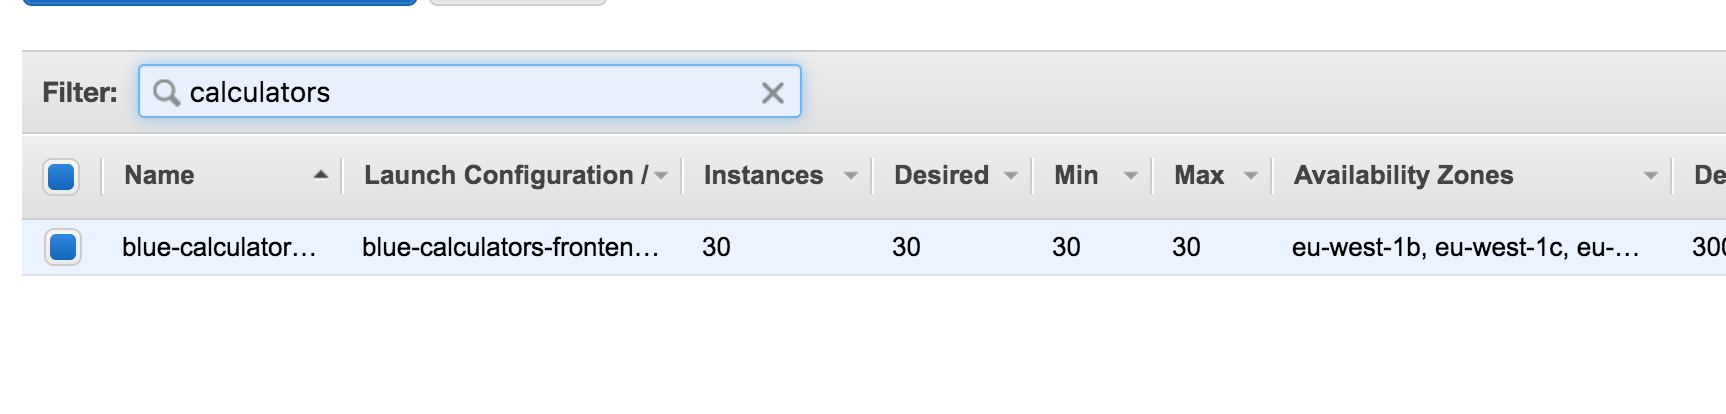 Filter: calculators
Name Launch Configuration / Instances Desired Min Max Availability Zones De
blue-calculator… blue-calculators-fronten… 30 30 30 30 eu-west-1b, eu-west-1c, eu-… 300